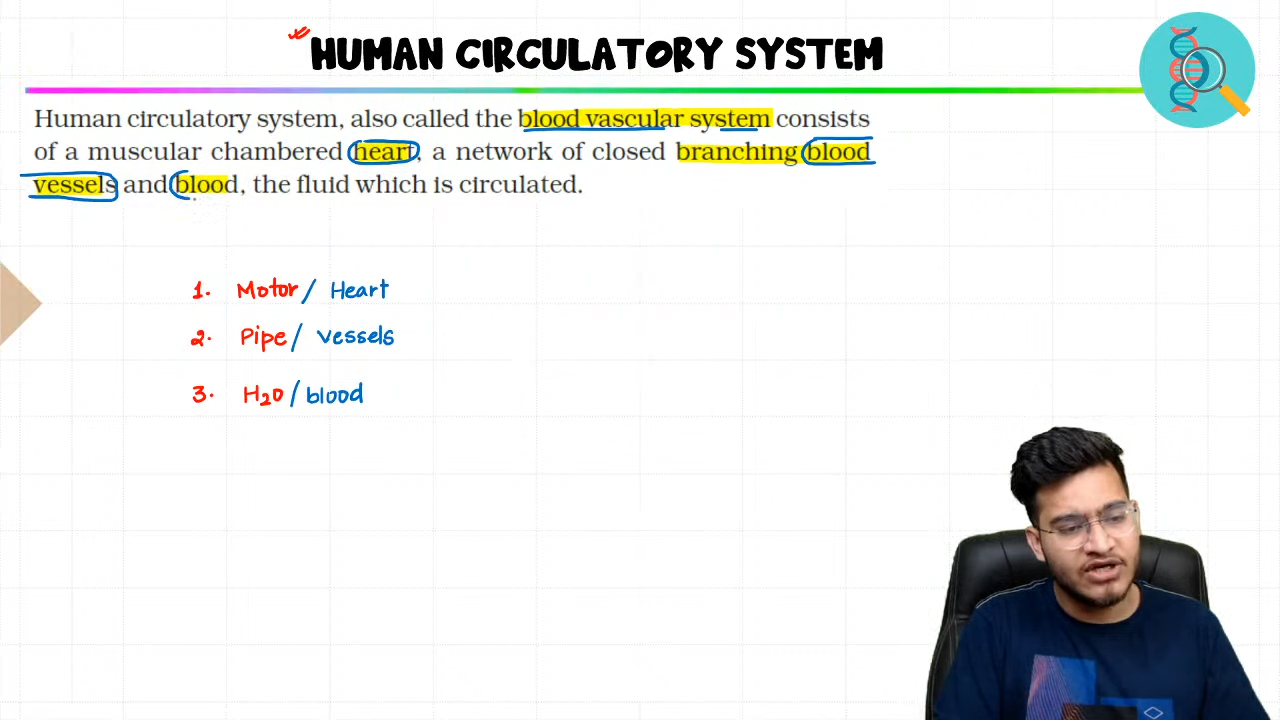 HUMAN CIRCULATORY SYSTEM
Human circulatory system, also called the blood vascular system consists
of a muscular chambered heart, a network of closed branching blood
vessels and blood, the fluid which is circulated.
1. Motor / Heart
2. Pipe / vessels
3. H2O / blood